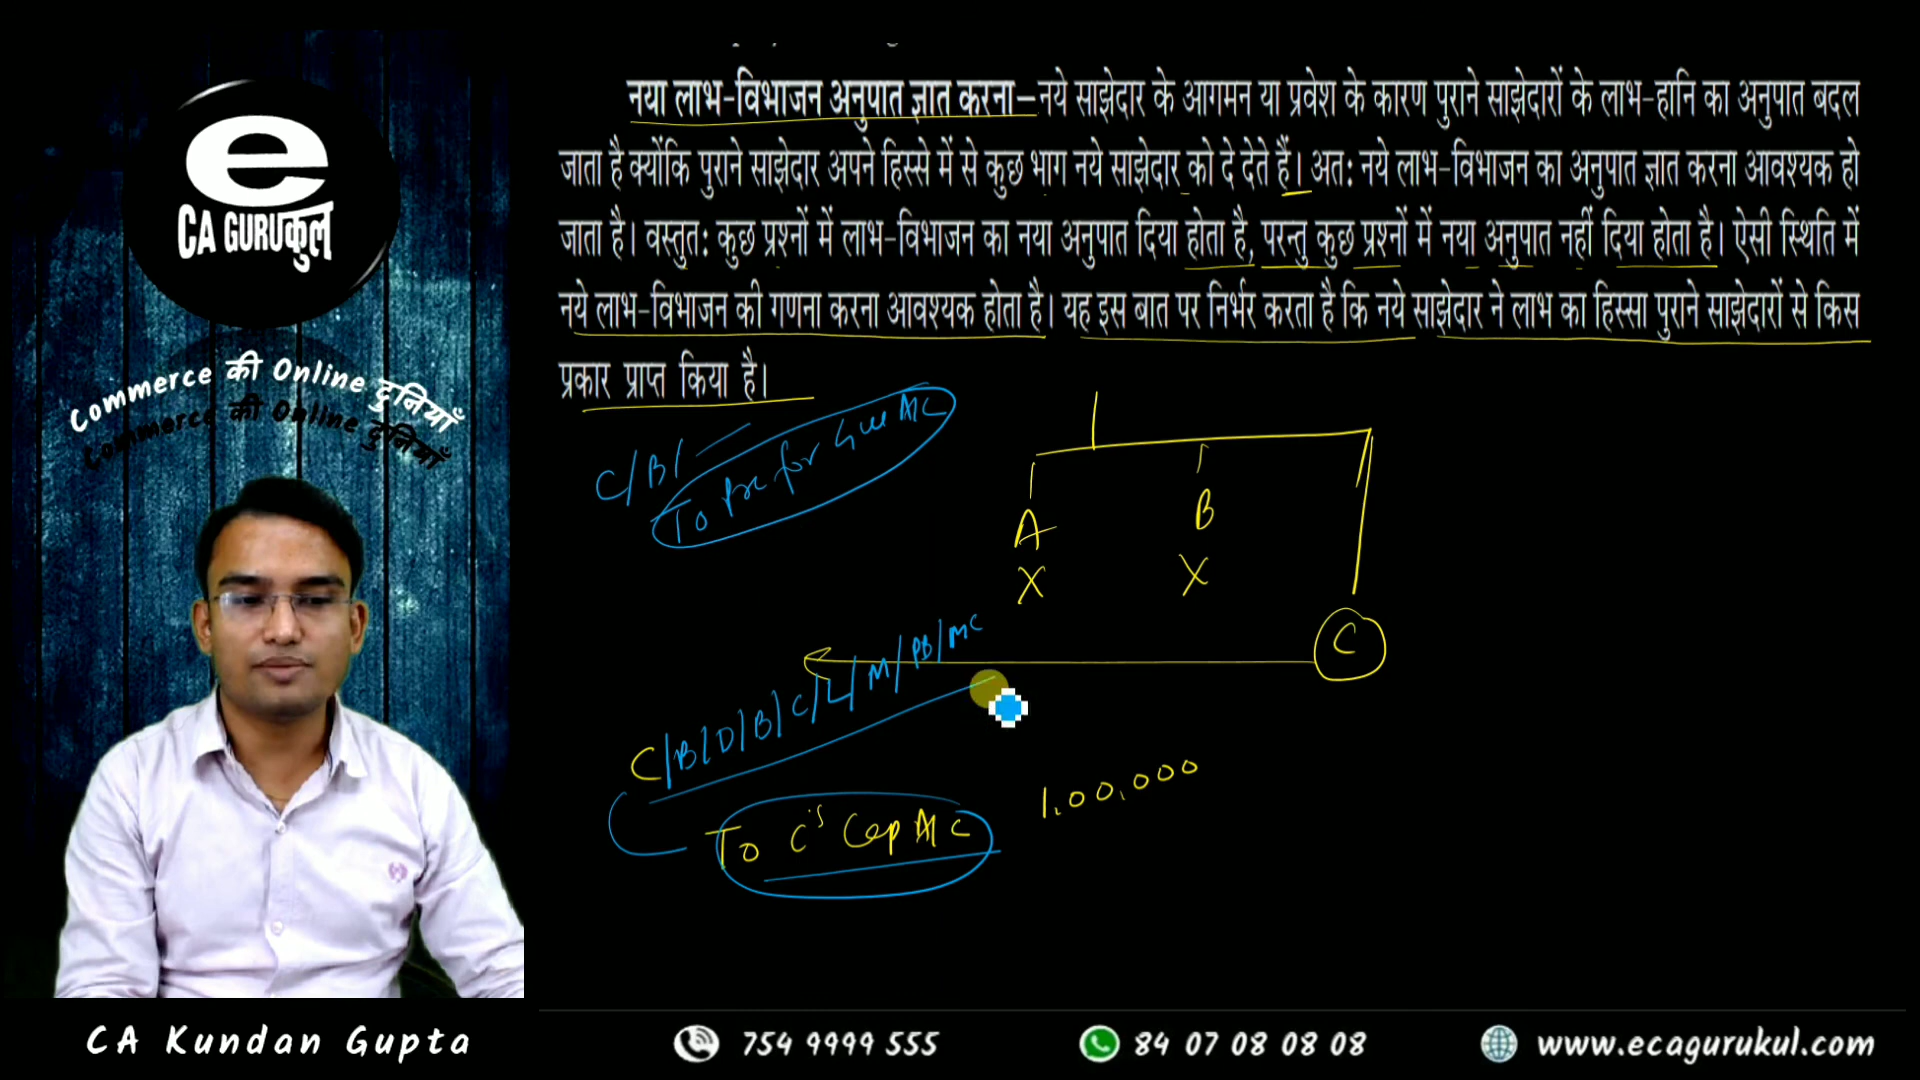 नया लाभ-विभाजन अनुपात ज्ञात करना—नये साझेदार के आगमन या प्रवेश के कारण पुराने साझेदारों के लाभ-हानि का अनुपात बदल
जाता है क्योंकि पुराने साझेदार अपने हिस्से में से कुछ भाग नये साझेदार को दे देते हैं। अत: नये लाभ-विभाजन का अनुपात ज्ञात करना आवश्यक हो
जाता है। वस्तुत: कुछ प्रश्नों में लाभ-विभाजन का नया अनुपात दिया होता है, परन्तु कुछ प्रश्नों में नया अनुपात नहीं दिया होता है। ऐसी स्थिति में
नये लाभ-विभाजन की गणना करना आवश्यक होता है। यह इस बात पर निर्भर करता है कि नये साझेदार ने लाभ का हिस्सा पुराने साझेदारों से किस
प्रकार प्राप्त किया है।
e
CA GURUकुल
Commerce की Online दुनियाँ
C/B/
To Pre for G/W A/C
A B
X X
C
C/B/D/B/C/L/M/PB/MC
To C's Cap A/C 1,00,000
CA Kundan Gupta
754 9999 555
84 07 08 08 08
www.ecagurukul.com